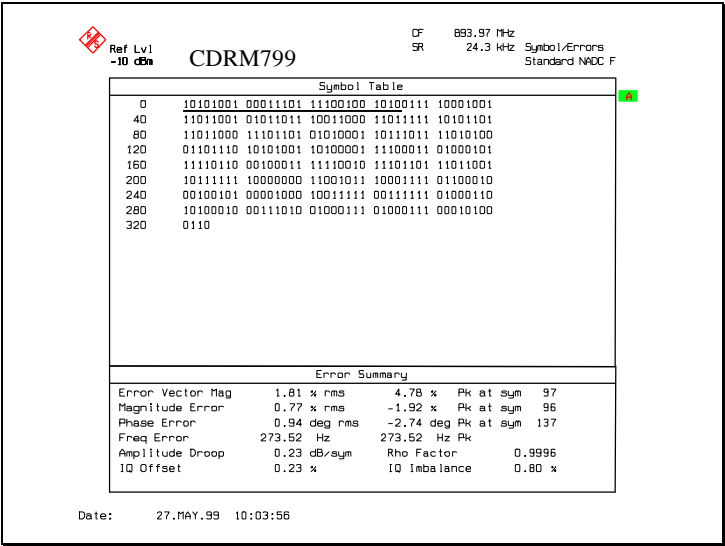 R S
CF 893.97 MHz
Ref Lvl SR 24.3 kHz Symbol/Errors
-10 dBm CDRM799 Standard NADC F
Symbol Table
A
0 10101001 00011101 11100100 10100111 10001001
40 11011001 01011011 10011000 11011111 10101101
80 11011000 11101101 01010001 10111011 11010100
120 01101110 10101001 10100001 11100011 01000101
160 11110110 00100011 11110010 11101101 11011001
200 10111111 10000000 11001011 10001111 01100010
240 00100101 00001000 10011111 00111111 01000110
280 10100010 00111010 01000111 01000111 00010100
320 0110
Error Summary
Error Vector Mag 1.81 % rms 4.78 % Pk at sym 97
Magnitude Error 0.77 % rms -1.92 % Pk at sym 96
Phase Error 0.94 deg rms -2.74 deg Pk at sym 137
Freq Error 273.52 Hz 273.52 Hz Pk
Amplitude Droop 0.23 dB/sym Rho Factor 0.9996
IQ Offset 0.23 % IQ Imbalance 0.80 %
Date: 27.MAY.99 10:03:56